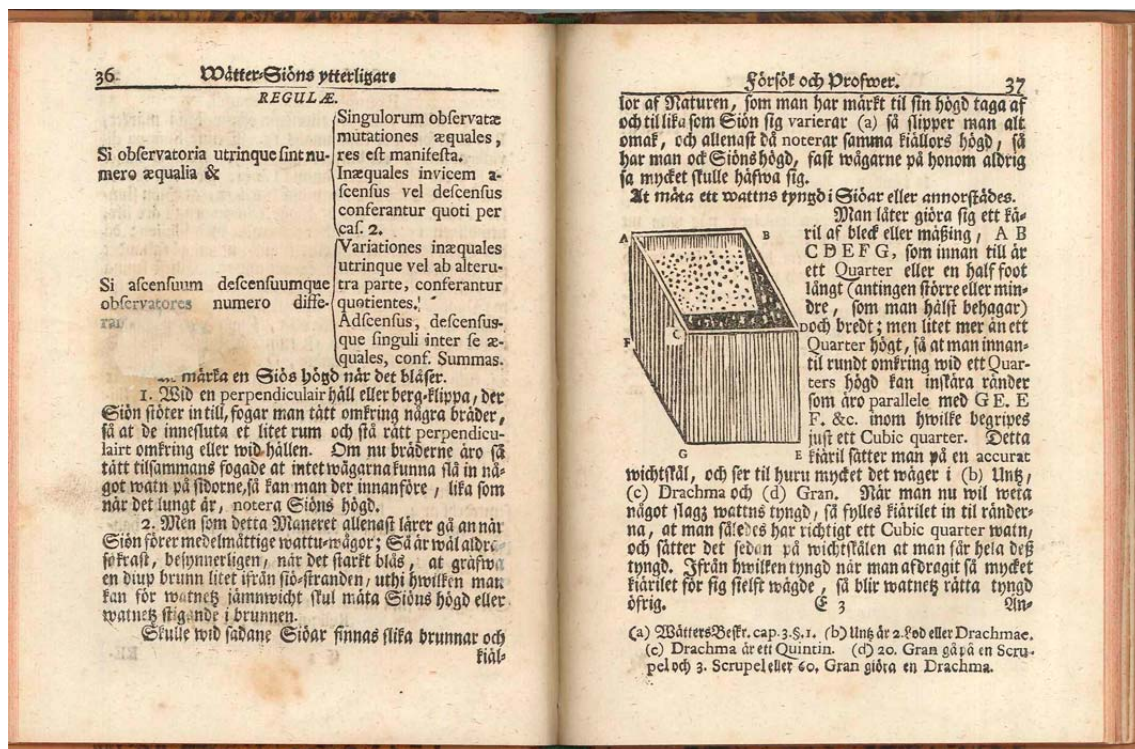 36
Wätter-Siöns ytterligare
REGULÆ.
Si observatoria utrinque sint nu-
mero æqualia &
Singulorum observatæ
mutationes æquales,
res est manifesta.
Inæquales invicem a-
scensus vel descensus
conferantur quoti per
cas. 2.
Si ascensuum descensuumque
observatores numero diffe-
ran
Variationes inæquales
utrinque vel ab alteru-
tra parte, conferantur
quotientes.
Adscensus, descensus-
que singuli inter se æ-
quales, conf. Summas.
märka en Siös högd när det blåser.
1. Wid en perpendiculair häll eller berg-klippa, der
Siön stöter intill, fogar man tätt omkring några bräder,
så at de innesluta et litet rum och stå rätt perpendicu-
lairt omkring eller wid hällen. Om nu bräderne äro så
tätt tilsammans fogade at intet wågarna kunna slå in nå-
got watn på sidorne, så kan man der innanföre, lika som
när det lungt är, notera Siöns högd.
2. Men som detta Maneret allenast lärer gå an när
Siön förer medelmåttige wattu-wågor; Så är wäl aldra-
sökrast, besynnerligen, när det starkt blås, at gräfwa
en diup brunn litet ifrån siö-stranden, uthi hwilken man
kan för watnetz jämnwicht skul mäta Siöns högd eller
watnetz stigande i brunnen.
Skulle wid sådane Siöar finnas slika brunnar och
kiäl-
Försök och Profwer.
37
lor af Naturen, som man har märkt til sin högd taga af
och til lika som Siön sig varierar (a) så slipper man alt
omak, och allenast då noterar samma kiällors högd, så
har man ock Siöns högd, fast wågarne på honom aldrig
så mycket skulle häfwa sig.
At mäta ett wattns tyngd i Siöar eller annorstädes.
Man låter giöra sig ett kä-
ril af bleck eller mäßing, A B
C D E F G, som innan till är
ett Quarter eller en half foot
långt (antingen större eller min-
dre, som man hälst behagar)
och bredt; men litet mer än ett
Quarter högt, så at man innan-
til rundt omkring wid ett Quar-
ters högd kan inskära ränder
som äro parallele med G E. E
F. &c. inom hwilke begripes
just ett Cubic quarter. Detta
kiäril sätter man på en accurat
wichtskål, och ser til huru mycket det wäger i (b) Untz,
(c) Drachma och (d) Gran. När man nu wil weta
något slagz wattns tyngd, så fylles kiärilet in til ränder-
na, at man således har richtigt ett Cubic quarter watn,
och sätter det sedan på wichtskålen at man får hela deß
tyngd. Ifrån hwilken tyngd när man afdragit så mycket
kiärilet för sig sielft wägde, så blir watnetz rätta tyngd
öfrig.
E 3
An-
A
B
D
C
F
G
E
(a) Wätters Beskr. cap. 3. §. 1. (b) Untz är 2. Lod eller Drachmae.
(c) Drachma är ett Quintin. (d) 20. Gran gå på en Scru-
pel och 3. Scrupel eller 60. Gran giöra en Drachma.